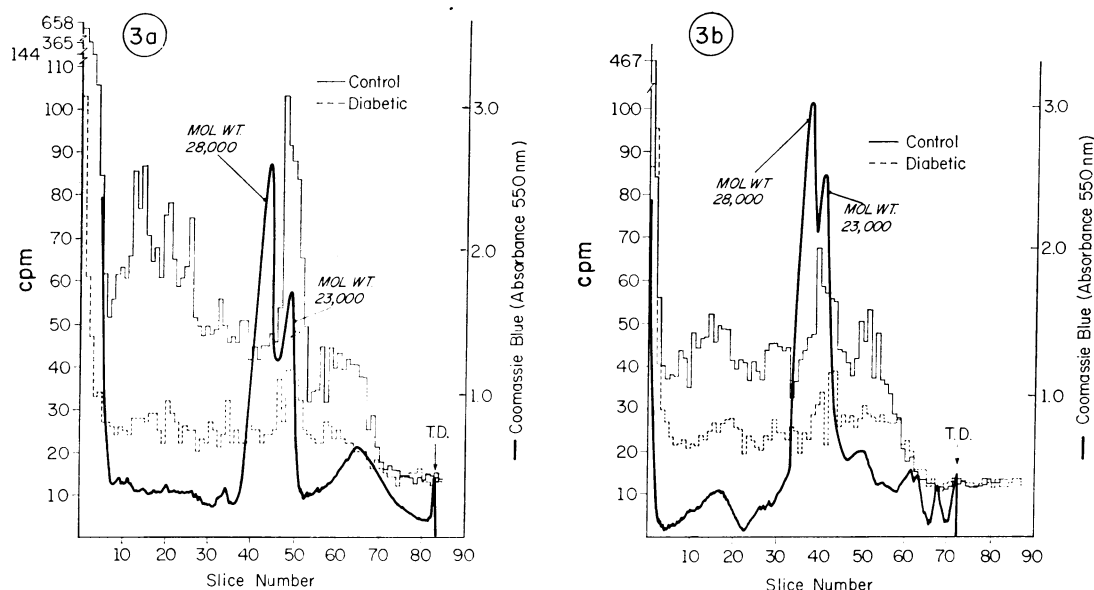 3a
658
365
144
110
100
90
80
70
60
50
40
30
20
10
cpm
Control
Diabetic
MOL WT.
28,000
MOL WT
23,000
T.D.
3.0
2.0
1.0
Coomassie Blue (Absorbance 550 nm)
10 20 30 40 50 60 70 80 90
Slice Number
3b
467
100
90
80
70
60
50
40
30
20
10
cpm
Control
Diabetic
MOL WT
28,000
MOL WT.
23,000
T.D.
3.0
2.0
1.0
Coomassie Blue (Absorbance 550 nm)
10 20 30 40 50 60 70 80 90
Slice Number